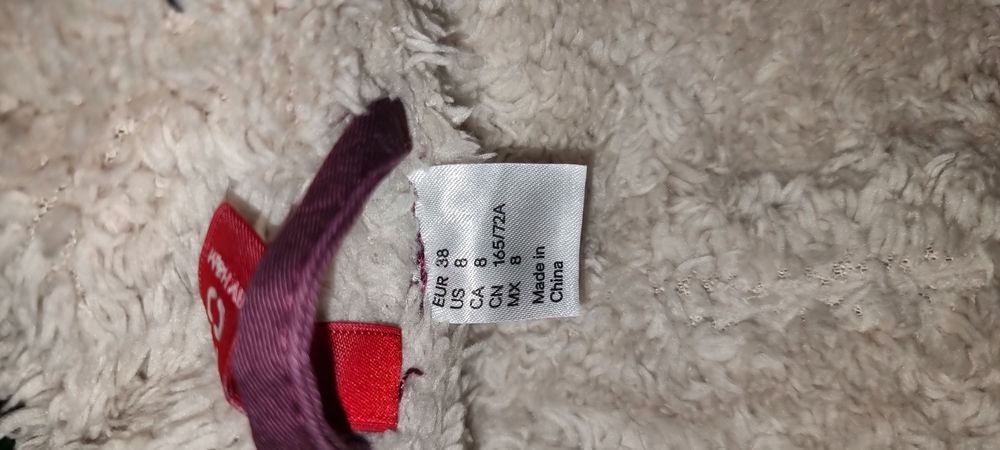 EUR 38
US 8
CA 8
CN 165/72A
MX 8
Made in
China